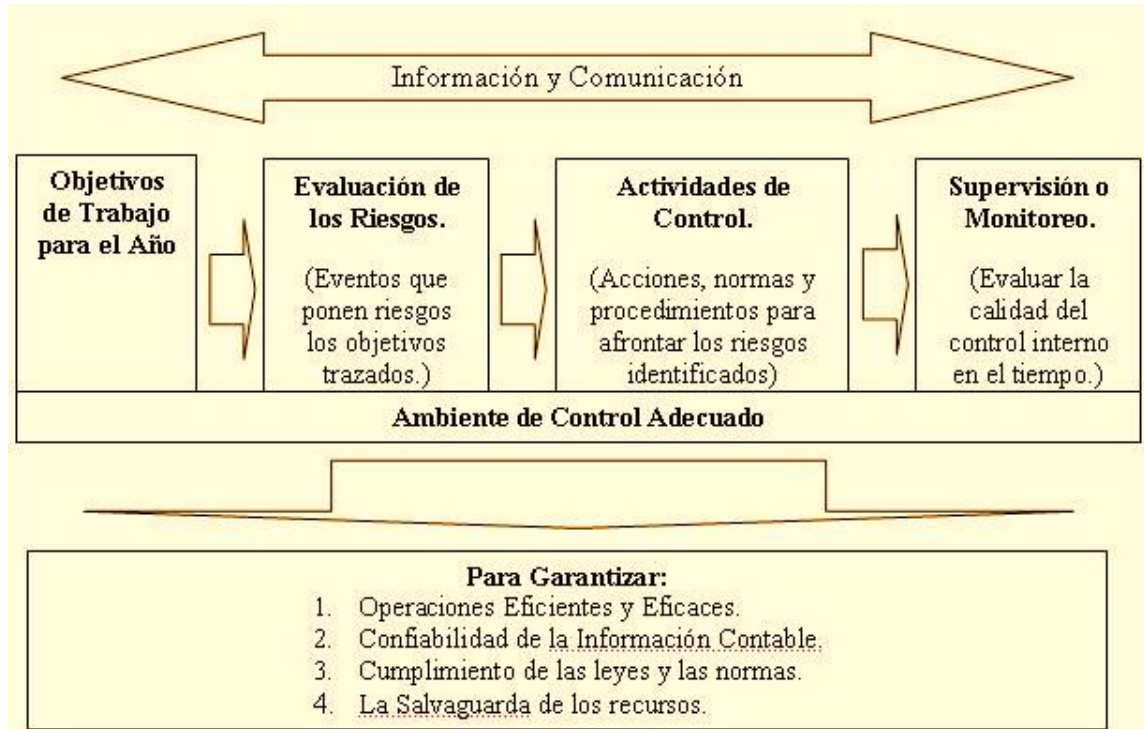 Información y Comunicación
Objetivos
de Trabajo
para el Año
Evaluación de
los Riesgos.
(Eventos que
ponen riesgos
los objetivos
trazados.)
Actividades de
Control.
(Acciones, normas y
procedimientos para
afrontar los riesgos
identificados)
Supervisión o
Monitoreo.
(Evaluar la
calidad del
control interno
en el tiempo.)
Ambiente de Control Adecuado
Para Garantizar:
1. Operaciones Eficientes y Eficaces.
2. Confiabilidad de la Información Contable.
3. Cumplimiento de las leyes y las normas.
4. La Salvaguarda de los recursos.